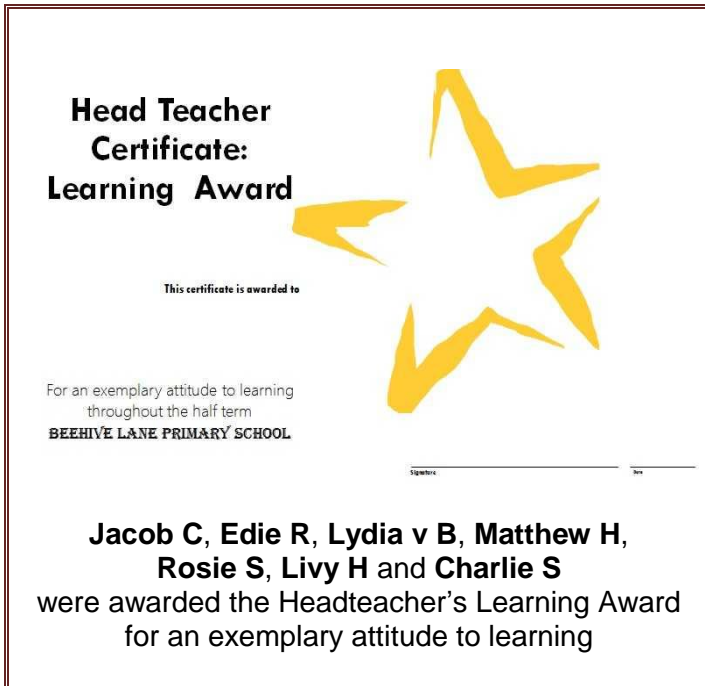 Head Teacher
Certificate:
Learning Award
This certificate is awarded to
For an exemplary attitude to learning
throughout the half term
BEEHIVE LANE PRIMARY SCHOOL
Signature
Date
Jacob C, Edie R, Lydia v B, Matthew H,
Rosie S, Livy H and Charlie S
were awarded the Headteacher's Learning Award
for an exemplary attitude to learning